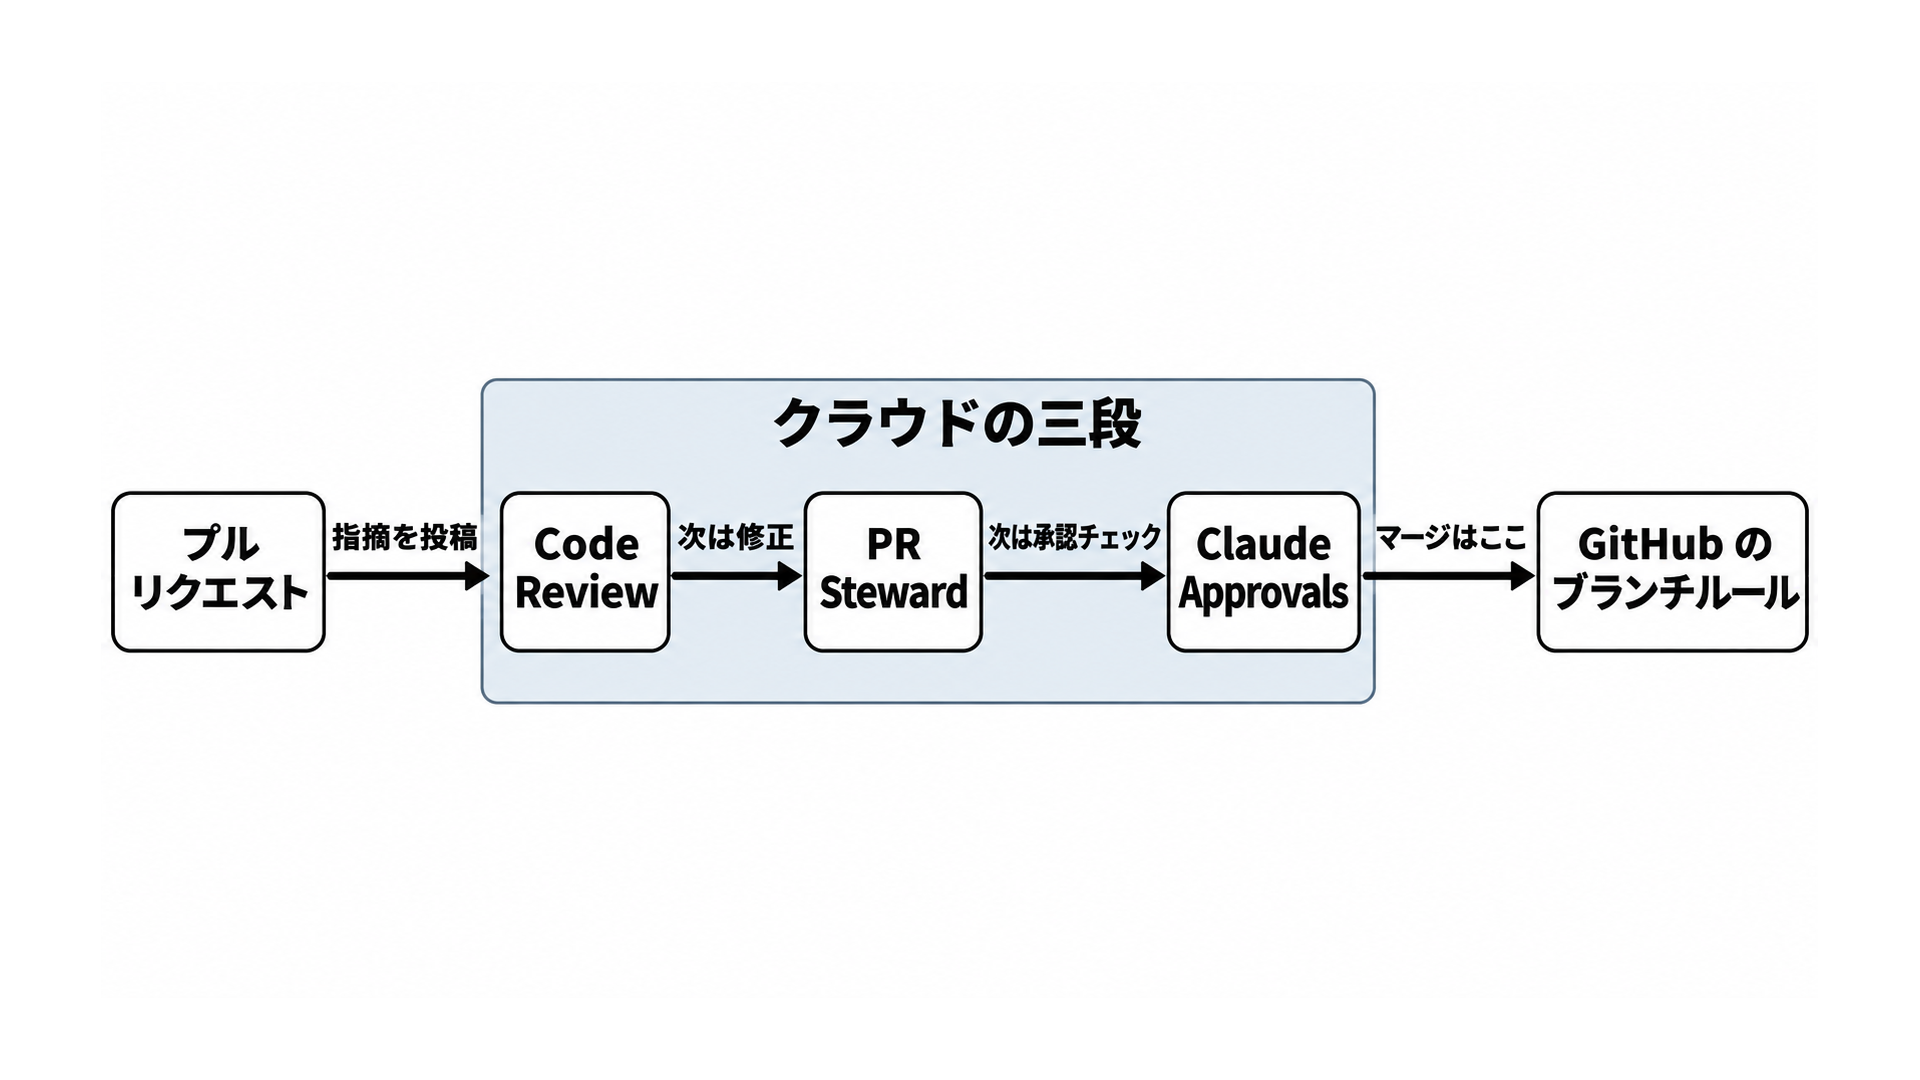 クラウドの三段
プル
リクエスト
指摘を投稿
Code
Review
次は修正
PR
Steward
次は承認チェック
Claude
Approvals
マージはここ
GitHub の
ブランチルール